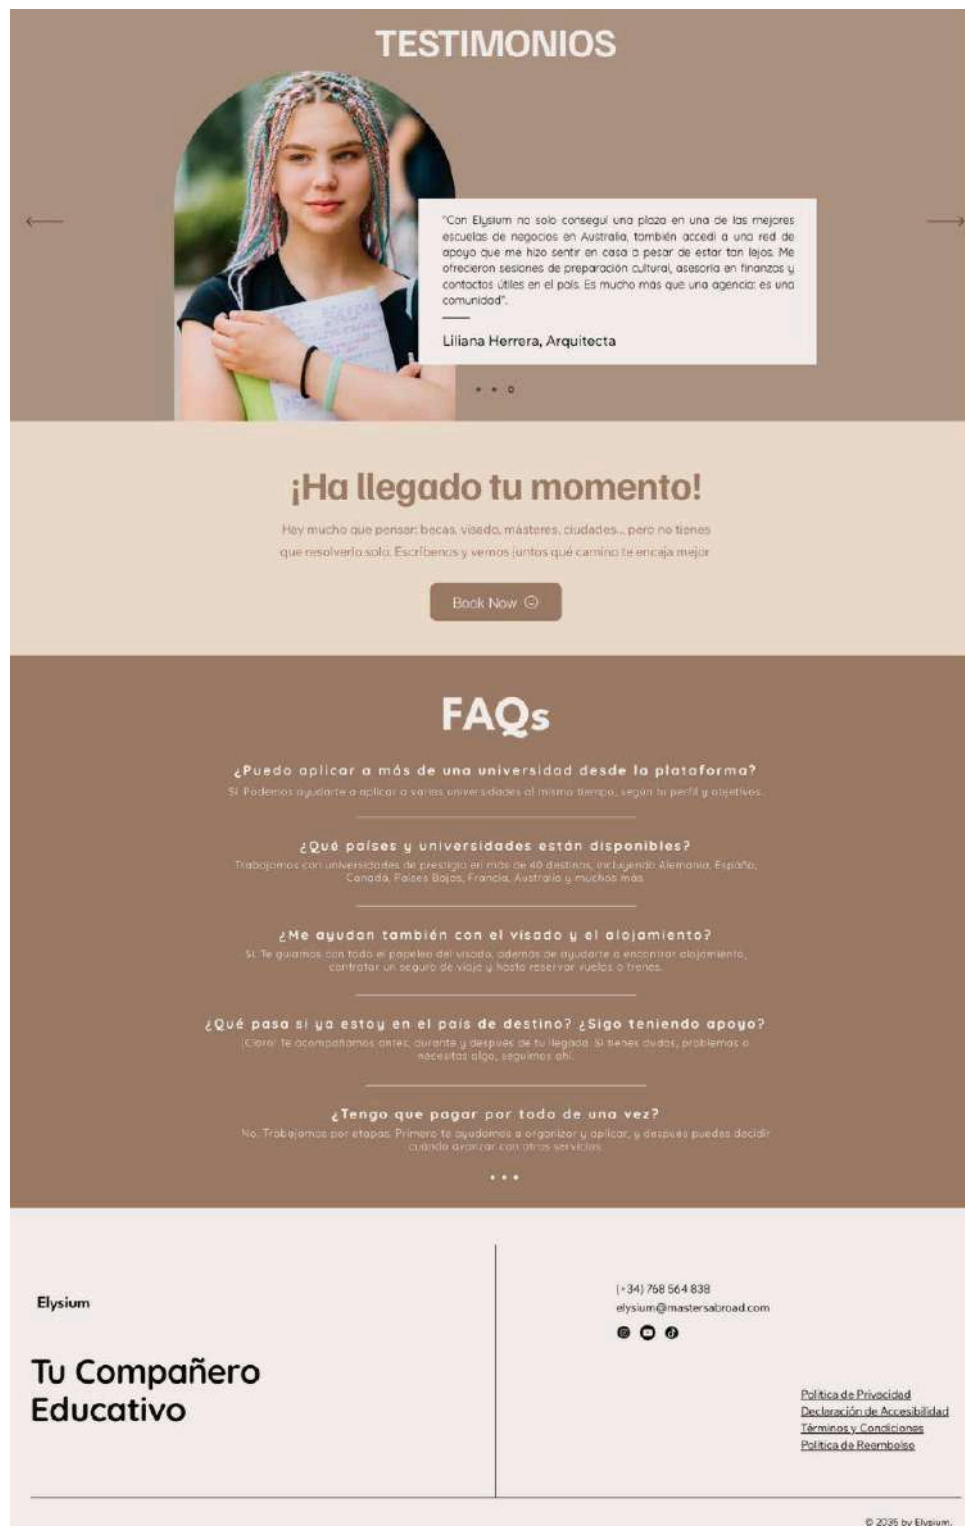 TESTIMONIOS
"Con Elysium no solo conseguí una plaza en una de las mejores
escuelas de negocios en Australia, también accedí a una red de
apoyo que me hizo sentir en casa a pesar de estar tan lejos. Me
ofrecieron sesiones de preparación cultural, asesoría en finanzas y
contactos útiles en el país. Es mucho más que una agencia: es una
comunidad".
Liliana Herrera, Arquitecta
¡Ha llegado tu momento!
Hay mucho que pensar: becas, visado, másteres, ciudades... pero no tienes
que resolverlo solo. Escríbenos y vemos juntos qué camino te encaja mejor
Book Now
FAQs
¿Puedo aplicar a más de una universidad desde la plataforma?
Sí. Podemos ayudarte a aplicar a varias universidades al mismo tiempo, según tu perfil y objetivos.
¿Qué países y universidades están disponibles?
Trabajamos con universidades de prestigio en más de 40 destinos, incluyendo Alemania, España,
Canadá, Países Bajos, Francia, Australia y muchos más.
¿Me ayudan también con el visado y el alojamiento?
Sí. Te guiamos con todo el papeleo del visado, además de ayudarte a encontrar alojamiento,
contratar un seguro de viaje y hasta reservar vuelos o trenes.
¿Qué pasa si ya estoy en el país de destino? ¿Sigo teniendo apoyo?
¡Claro! Te acompañamos antes, durante y después de tu llegada. Si tienes dudas, problemas o
necesitas algo, seguimos ahí.
¿Tengo que pagar por todo de una vez?
No. Trabajamos por etapas. Primero te ayudamos a organizar y aplicar, y después puedes decidir
cuándo avanzar con otros servicios.
Elysium
Tu Compañero
Educativo
(+34) 768 564 838
elysium@mastersabroad.com
Política de Privacidad
Declaración de Accesibilidad
Términos y Condiciones
Política de Reembolso
© 2035 by Elysium.